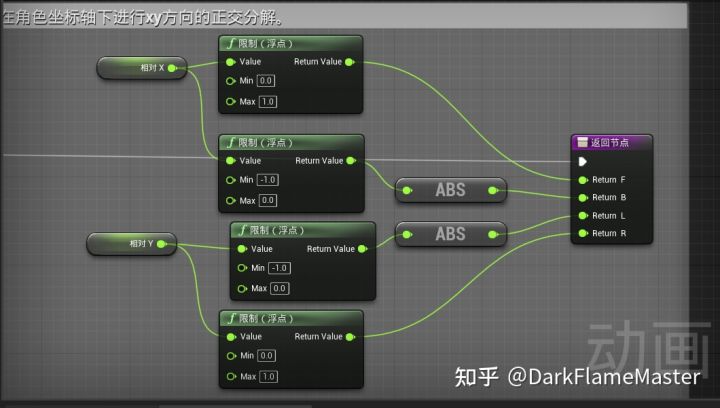 在角色坐标轴下进行xy方向的正交分解。
相对 X
f 限制（浮点）
Value
Return Value
Min 0.0
Max 1.0
f 限制（浮点）
Value
Return Value
Min -1.0
Max 0.0
ABS
返回节点
Return F
Return B
Return L
Return R
相对 Y
f 限制（浮点）
Value
Return Value
Min -1.0
Max 0.0
ABS
f 限制（浮点）
Value
Return Value
Min 0.0
Max 1.0
动画
知乎 @DarkFlameMaster